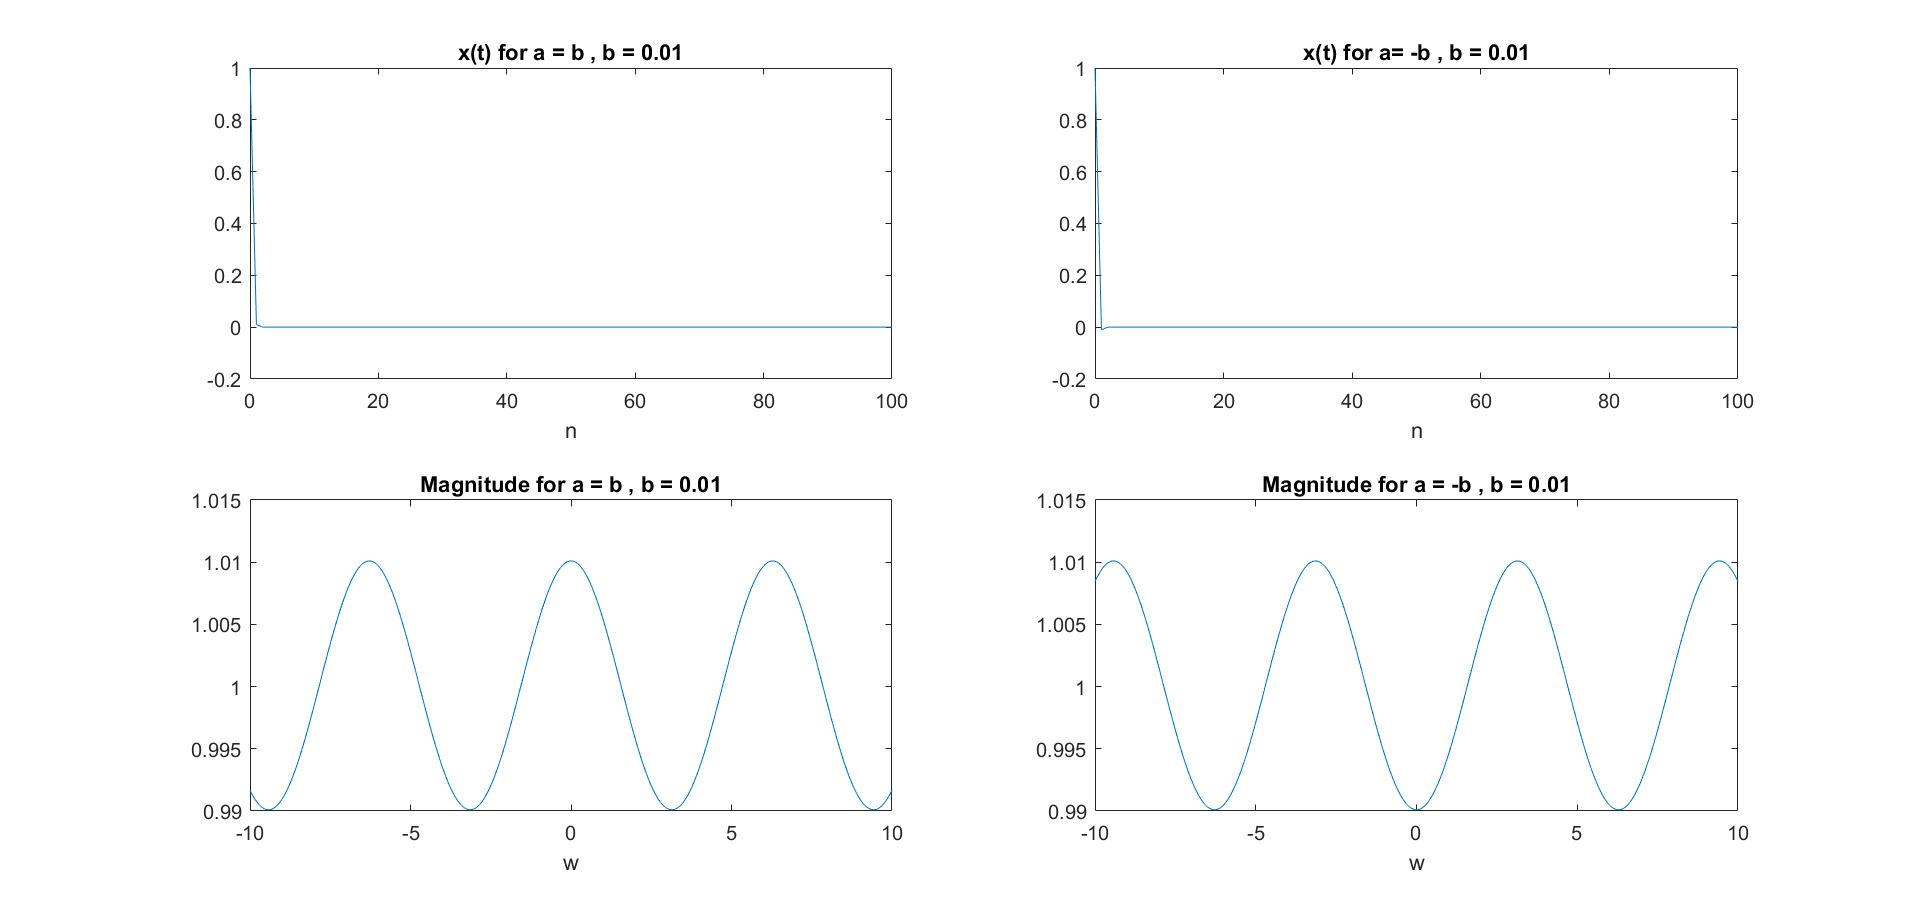 x(t) for a = b , b = 0.01
1
0.8
0.6
0.4
0.2
0
-0.2
0 20 40 60 80 100
n
x(t) for a= -b , b = 0.01
1
0.8
0.6
0.4
0.2
0
-0.2
0 20 40 60 80 100
n
Magnitude for a = b , b = 0.01
1.015
1.01
1.005
1
0.995
0.99
-10 -5 0 5 10
w
Magnitude for a = -b , b = 0.01
1.015
1.01
1.005
1
0.995
0.99
-10 -5 0 5 10
w